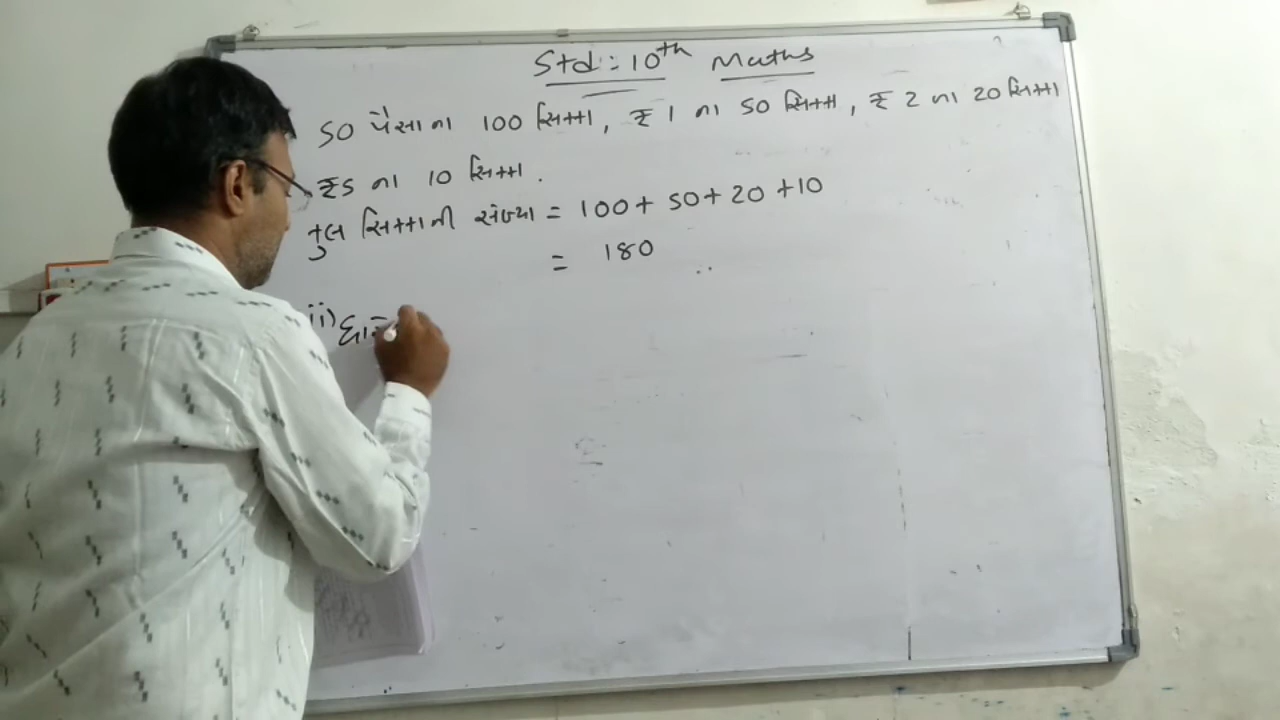 Std : 10th Maths
50 પૈસાના 100 સિક્કા, ₹ 1 ના 50 સિક્કા, ₹ 2 ના 20 સિક્કા
₹5 ના 10 સિક્કા.
કુલ સિક્કાની સંખ્યા = 100 + 50 + 20 + 10
= 180
ii)